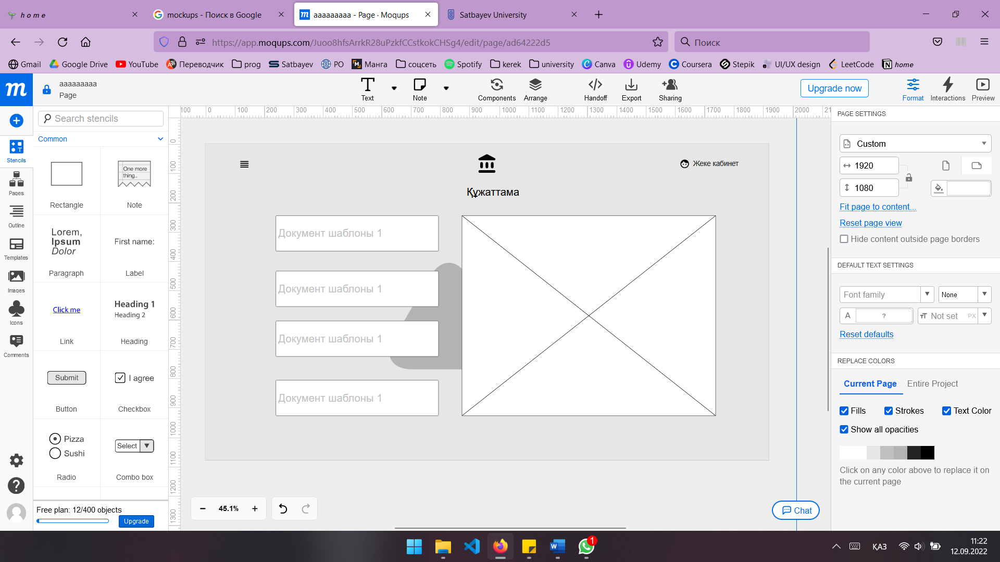 home
mockups - Поиск в Google
aaaaaaaaa - Page · Moqups
Satbayev University
https://app.moqups.com/Juoo8hfsArrkR28uPzkfCCstkokCHSg4/edit/page/ad64222d5
Поиск
Gmail
Google Drive
YouTube
Переводчик
prog
Satbayev
PO
Манга
соцсеть
Spotify
kerek
university
Canva
Udemy
Coursera
Stepik
UI/UX design
LeetCode
home
m
aaaaaaaaa
Page
Text
Note
Components
Arrange
Handoff
Export
Sharing
Upgrade now
Format
Interactions
Preview
Stencils
Pages
Outline
Templates
Images
Icons
Comments
Search stencils
Common
Rectangle
One more
thing..
Note
Lorem,
Ipsum
Dolor
Paragraph
First name:
Label
Click me
Link
Heading 1
Heading 2
Heading
Submit
Button
I agree
Checkbox
Pizza
Sushi
Radio
Select
Combo box
Free plan: 12/400 objects
Upgrade
100 0 100 200 300 400 500 600 700 800 900 1000 1100 1200 1300 1400 1500 1600 1700 1800 1900 2000 21
0 100 200 300 400 500 600 700 800 900 1000 1100 1200 1300
Жеке кабинет
Құжаттама
Документ шаблоны 1
Документ шаблоны 1
Документ шаблоны 1
Документ шаблоны 1
45.1%
Chat
PAGE SETTINGS
Custom
1920
1080
Fit page to content...
Reset page view
Hide content outside page borders
DEFAULT TEXT SETTINGS
Font family
None
A ?
тT Not set PX
Reset defaults
REPLACE COLORS
Current Page
Entire Project
Fills
Strokes
Text Color
Show all opacities
Click on any color above to replace it on
the current page
1
ҚАЗ
11:22
12.09.2022